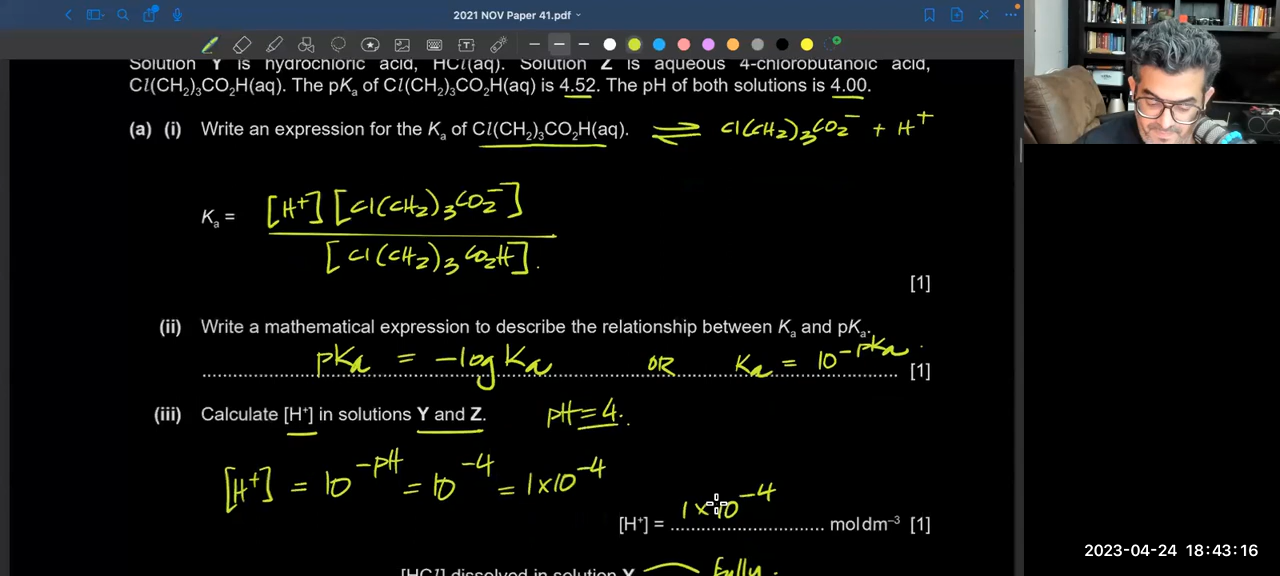 2021 NOV Paper 41.pdf
Solution Y is hydrochloric acid, HCl(aq). Solution Z is aqueous 4-chlorobutanoic acid,
Cl(CH₂)₃CO₂H(aq). The pKₐ of Cl(CH₂)₃CO₂H(aq) is 4.52. The pH of both solutions is 4.00.
(a) (i) Write an expression for the Kₐ of Cl(CH₂)₃CO₂H(aq). ⇌ Cl(CH₂)₃CO₂⁻ + H⁺
Kₐ = [H⁺][Cl(CH₂)₃CO₂⁻]
[Cl(CH₂)₃CO₂H].
[1]
(ii) Write a mathematical expression to describe the relationship between Kₐ and pKₐ.
pKa = -log Ka OR Ka = 10^-pKa. [1]
(iii) Calculate [H⁺] in solutions Y and Z. pH = 4.
[H⁺] = 10^-pH = 10⁻⁴ = 1×10⁻⁴
1×10⁻⁴
[H⁺] = ............................ mol dm⁻³ [1]
[HCl] dissolved in solution Y Fully.
2023-04-24 18:43:16